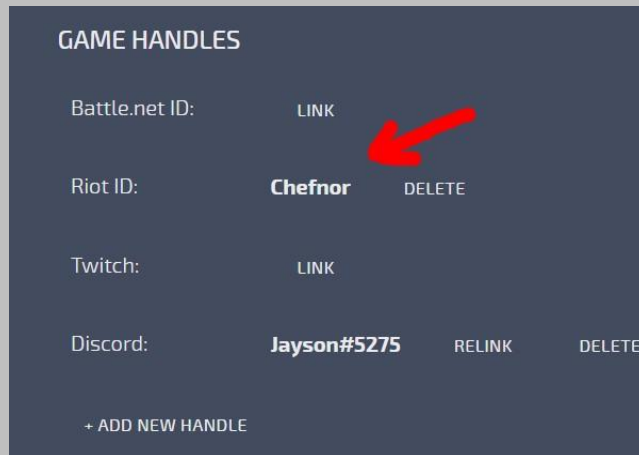 GAME HANDLES
Battle.net ID: LINK
Riot ID: Chefnor DELETE
Twitch: LINK
Discord: Jayson#5275 RELINK DELETE
+ ADD NEW HANDLE